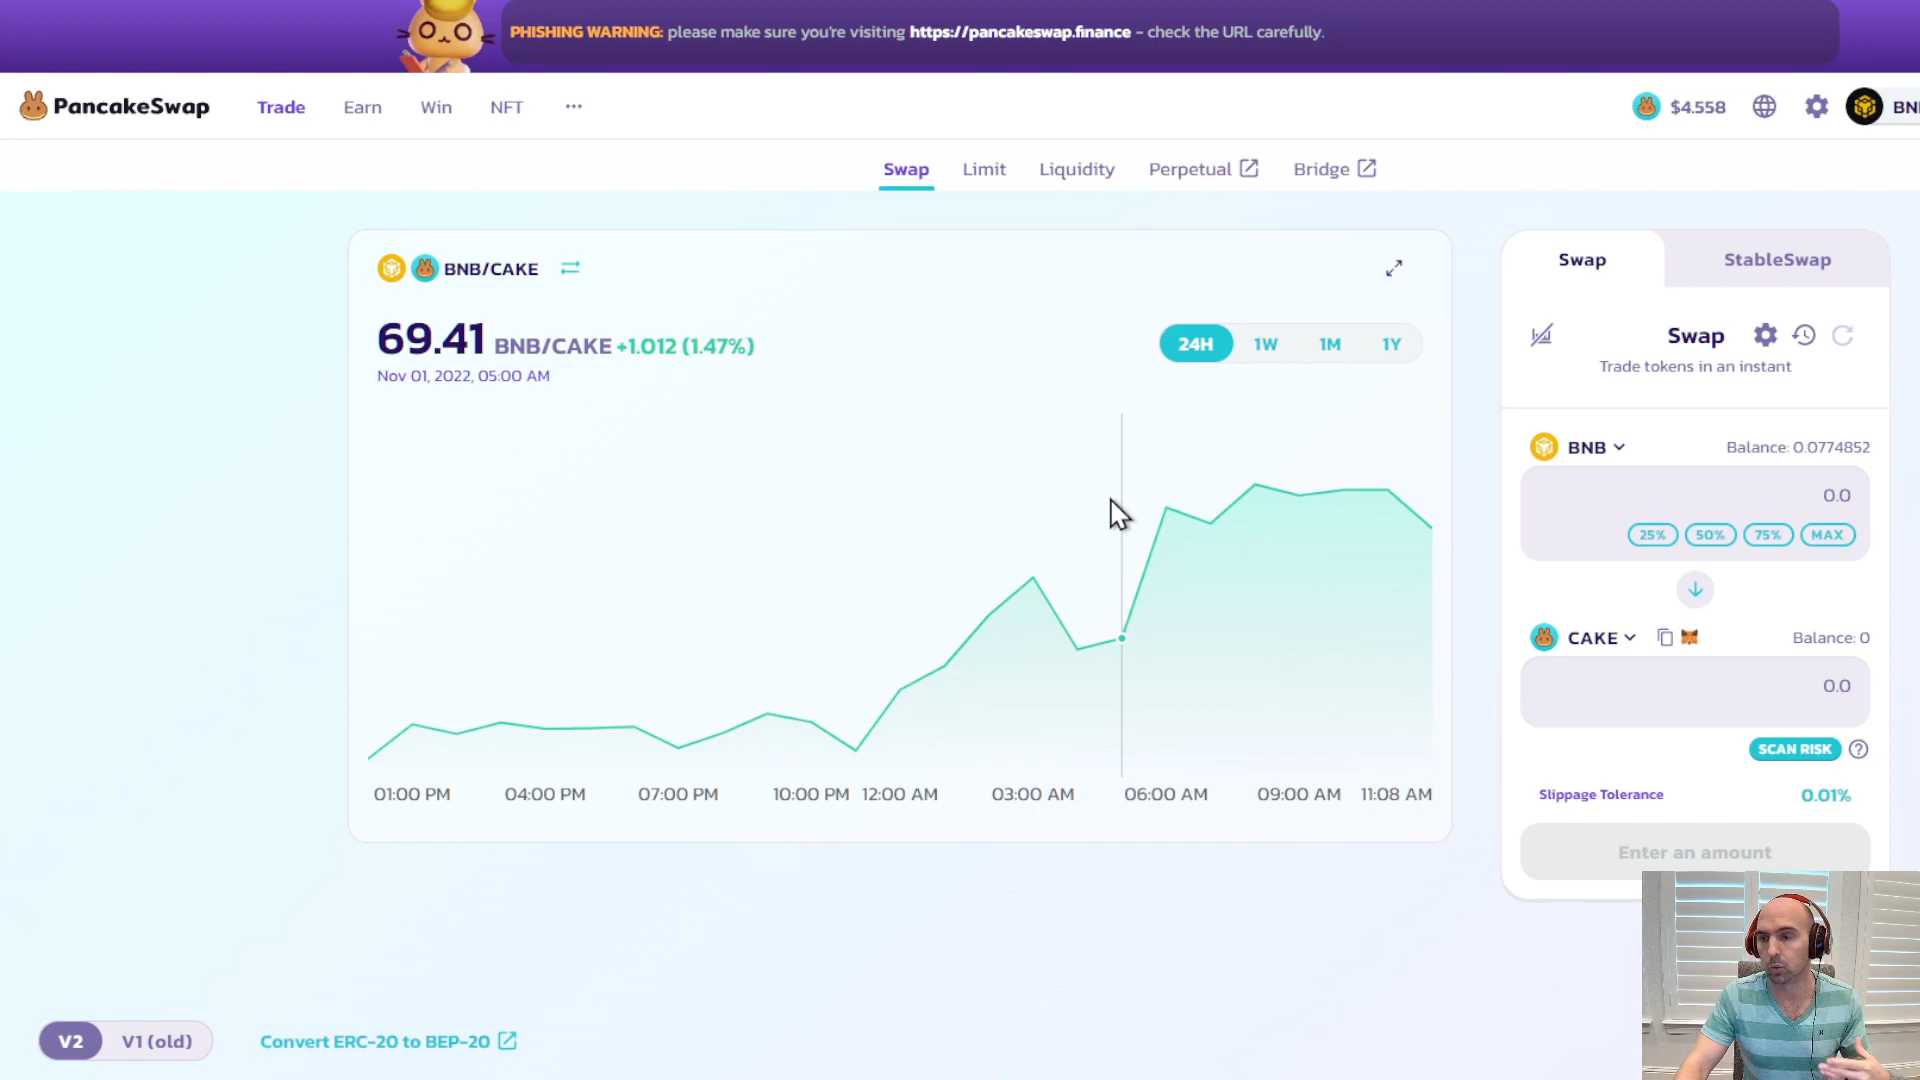 PHISHING WARNING: please make sure you're visiting https://pancakeswap.finance - check the URL carefully.
PancakeSwap
Trade
Earn
Win
NFT
$4.558
Swap
Limit
Liquidity
Perpetual
Bridge
BNB/CAKE
69.41 BNB/CAKE +1.012 (1.47%)
Nov 01, 2022, 05:00 AM
24H
1W
1M
1Y
01:00 PM
04:00 PM
07:00 PM
10:00 PM
12:00 AM
03:00 AM
06:00 AM
09:00 AM
11:08 AM
Swap
StableSwap
Swap
Trade tokens in an instant
BNB
Balance: 0.0774852
0.0
25%
50%
75%
MAX
CAKE
Balance: 0
0.0
SCAN RISK
Slippage Tolerance
0.01%
Enter an amount
V2
V1 (old)
Convert ERC-20 to BEP-20